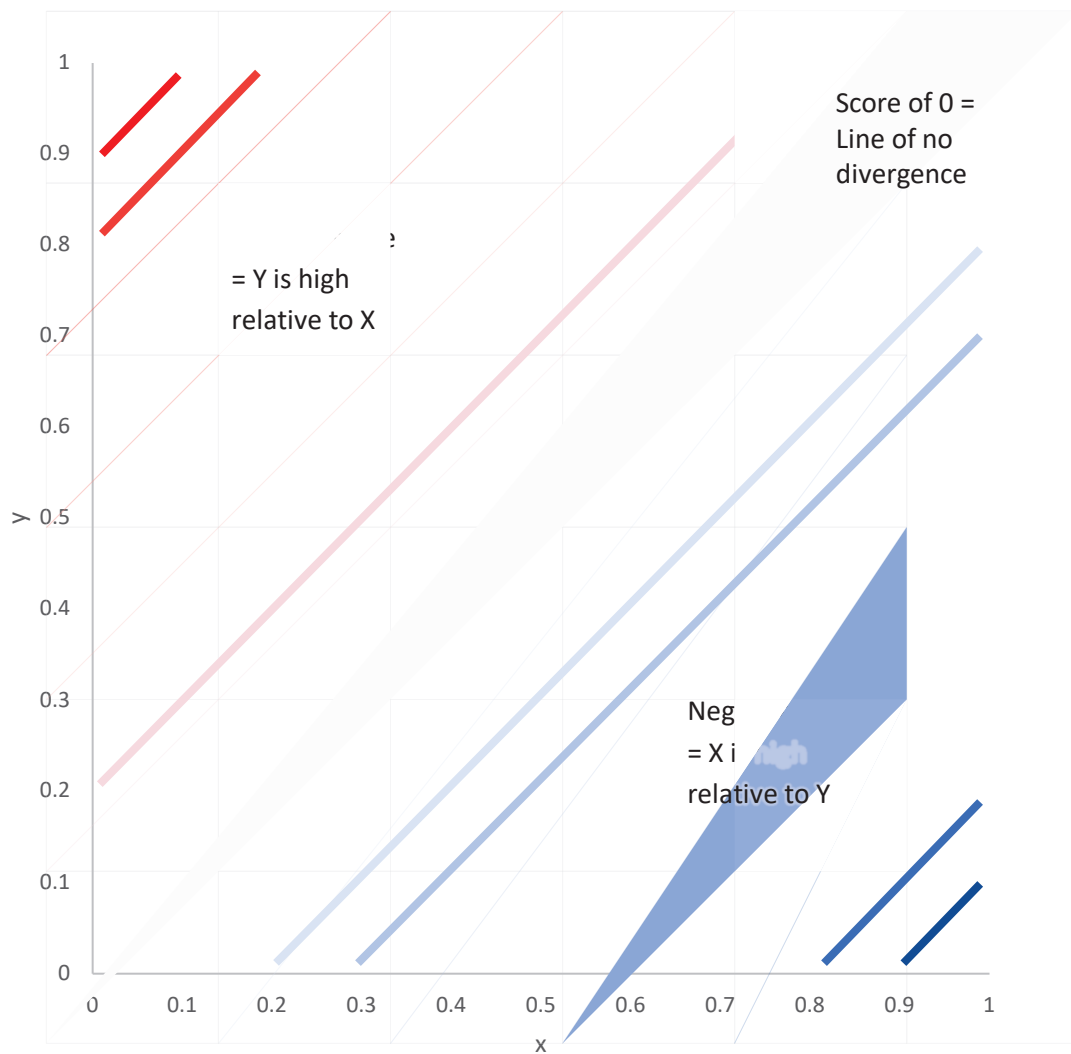 1
Score of 0 =
Line of no
divergence
0.9
0.8
e
= Y is high
relative to X
0.7
0.6
y
0.5
0.4
0.3
Neg
= X i high
relative to Y
0.2
0.1
0
0 0.1 0.2 0.3 0.4 0.5 0.6 0.7 0.8 0.9 1
x